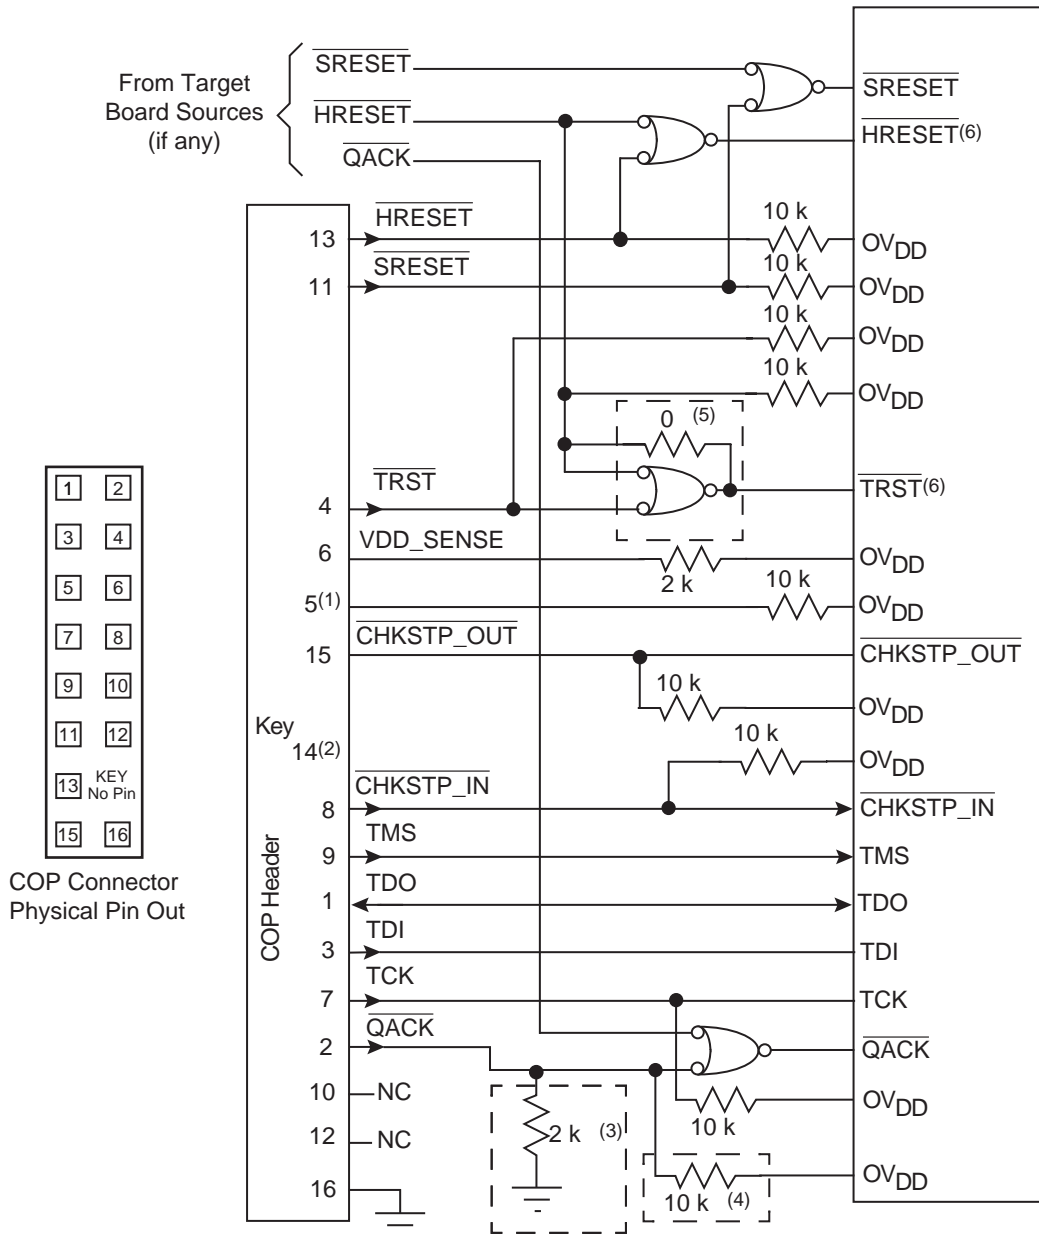 From Target
Board Sources
(if any)
SRESET
HRESET
QACK
SRESET
HRESET(6)
13
HRESET
10 k
OVDD
11
SRESET
10 k
OVDD
10 k
OVDD
10 k
OVDD
0 (5)
4
TRST
TRST(6)
6
VDD_SENSE
2 k
OVDD
5(1)
10 k
OVDD
15
CHKSTP_OUT
CHKSTP_OUT
10 k
OVDD
Key
14(2)
10 k
OVDD
8
CHKSTP_IN
CHKSTP_IN
9
TMS
TMS
1
TDO
TDO
3
TDI
TDI
7
TCK
TCK
2
QACK
QACK
10
NC
10 k
OVDD
12
NC
2 k (3)
16
10 k (4)
OVDD
COP Header
1 2
3 4
5 6
7 8
9 10
11 12
13 KEY
No Pin
15 16
COP Connector
Physical Pin Out